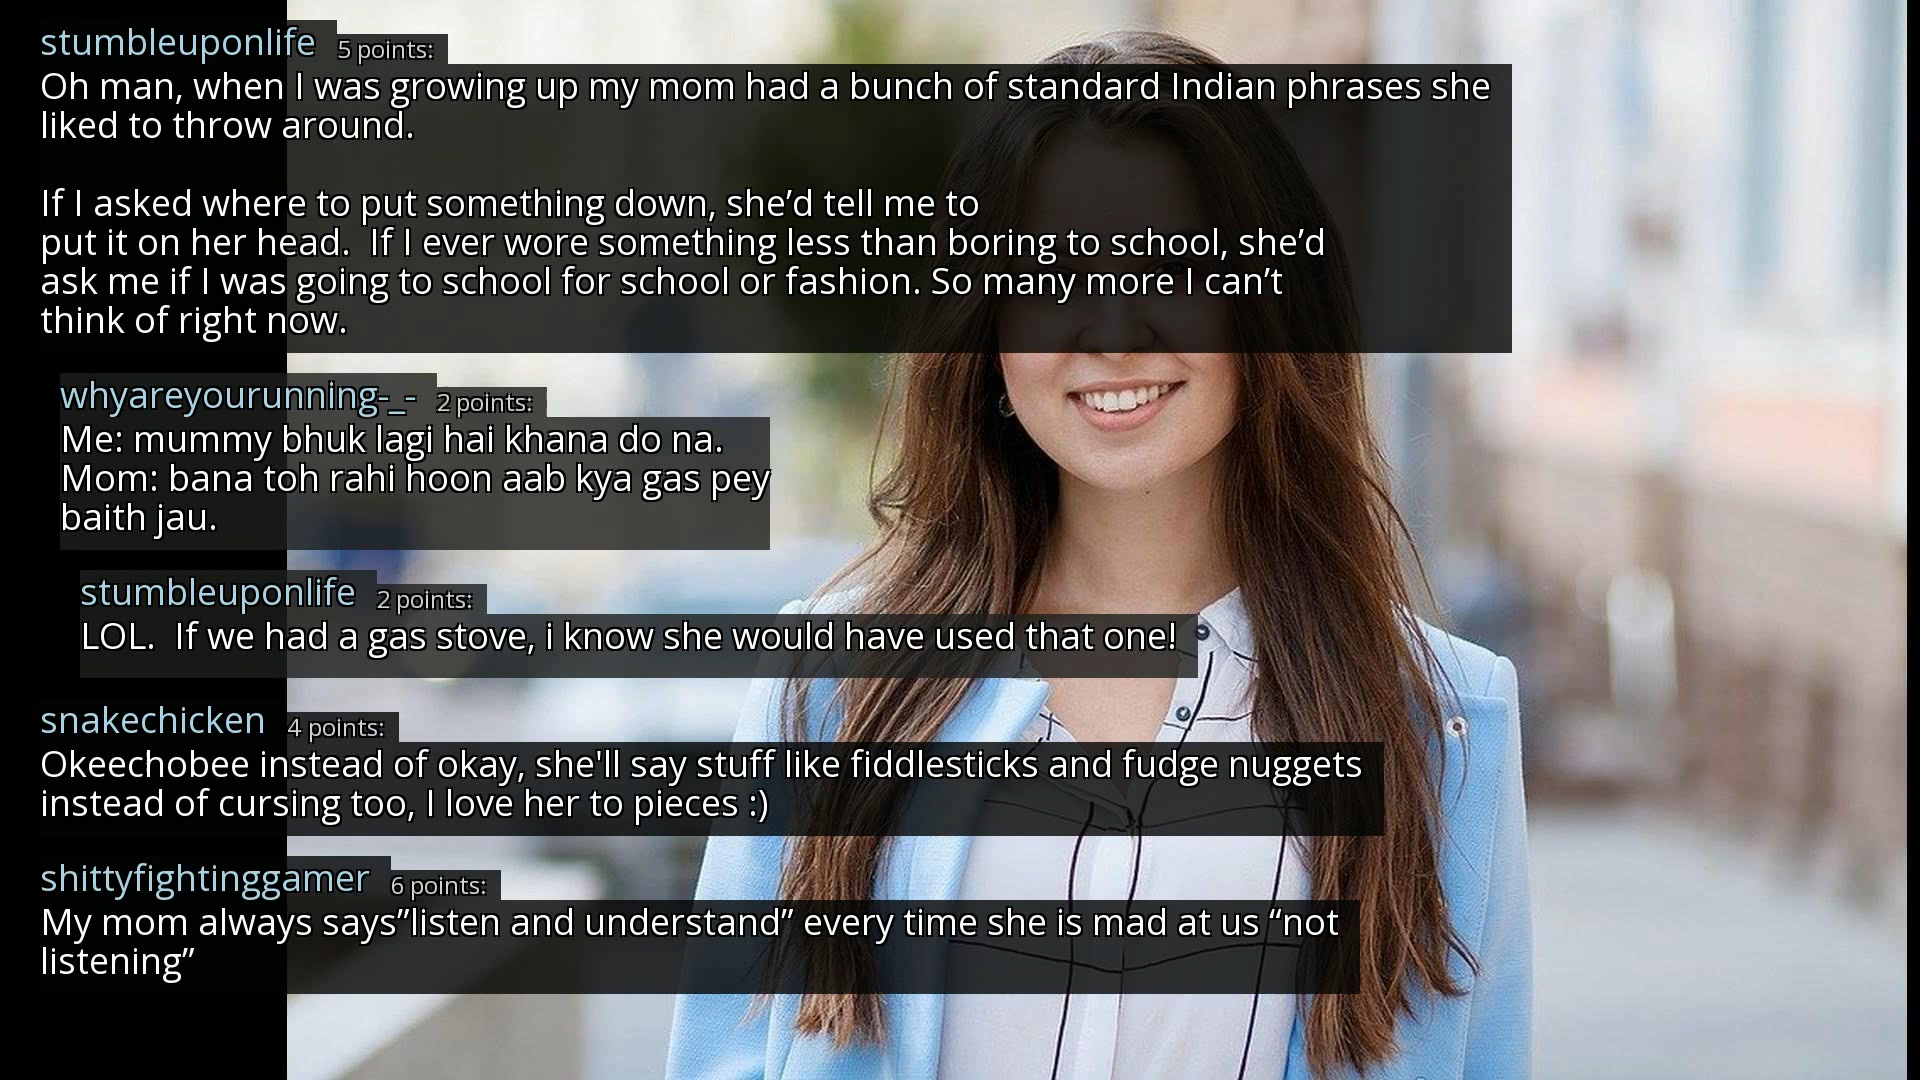 stumbleuponlife 5 points:
Oh man, when I was growing up my mom had a bunch of standard Indian phrases she
liked to throw around.
If I asked where to put something down, she’d tell me to
put it on her head.  If I ever wore something less than boring to school, she’d
ask me if I was going to school for school or fashion. So many more I can’t
think of right now.
whyareyourunning-_- 2 points:
Me: mummy bhuk lagi hai khana do na.
Mom: bana toh rahi hoon aab kya gas pey
baith jau.
stumbleuponlife 2 points:
LOL.  If we had a gas stove, i know she would have used that one!
snakechicken 4 points:
Okeechobee instead of okay, she'll say stuff like fiddlesticks and fudge nuggets
instead of cursing too, I love her to pieces :)
shittyfightinggamer 6 points:
My mom always says”listen and understand” every time she is mad at us “not
listening”